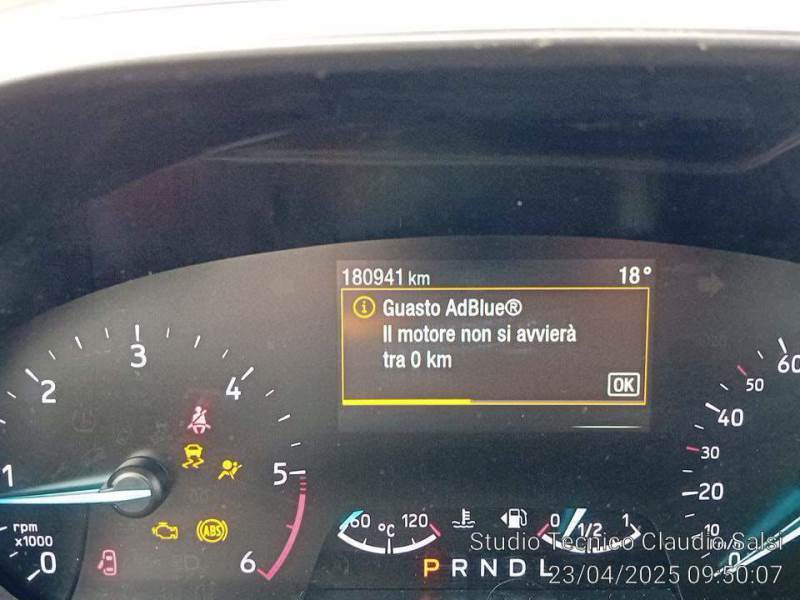 180941 km 18°
Guasto AdBlue®
Il motore non si avvierà
tra 0 km
OK
3
2 4
60
50
40
30
1 5
20
rpm
x1000
ABS
60 °C 120
0 1/2 1
10
0 6
0
P R N D L
Studio Tecnico Claudio Salsi
23/04/2025 09:50:07